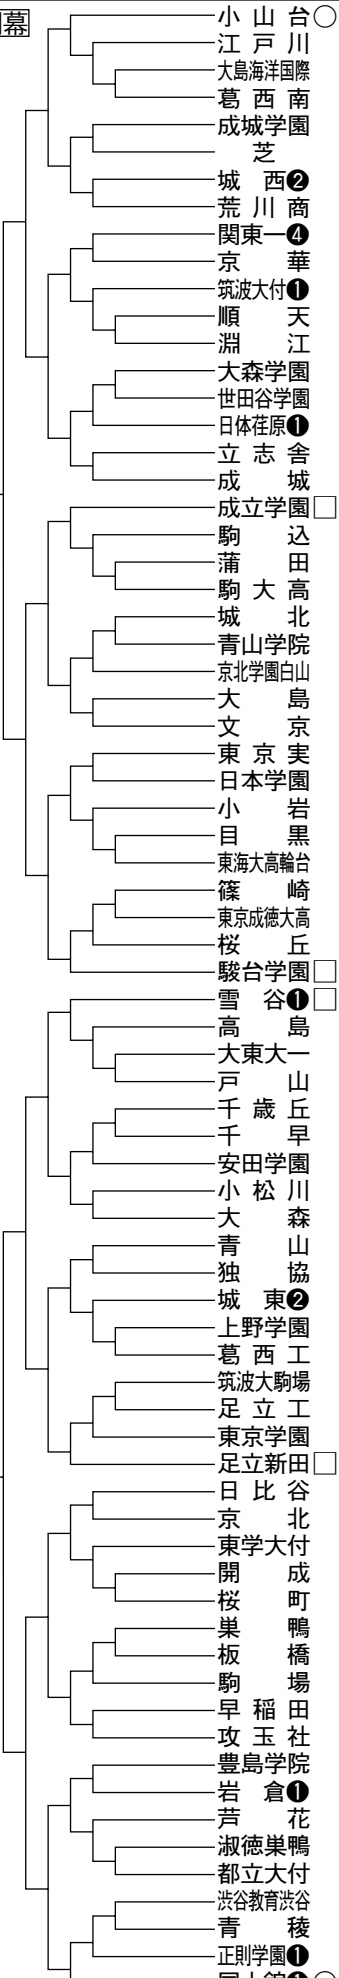 幕
小山台○
江戸川
大島海洋国際
葛西南
成城学園
芝
城西❷
荒川商
関東一❹
京華
筑波大付❶
順天
淵江
大森学園
世田谷学園
日体荏原❶
立志舎
成城
成立学園□
駒込
蒲田
駒大高
城北
青山学院
京北学園白山
大島
文京
東京実
日本学園
小岩
目黒
東海大高輪台
篠崎
東京成徳大高
桜丘
駿台学園□
雪谷❶□
高島
大東大一
戸山
千歳丘
千早
安田学園
小松川
大森
青山
独協
城東❷
上野学園
葛西工
筑波大駒場
足立工
東京学園
足立新田□
日比谷
京北
東学大付
開成
桜町
巣鴨
板橋
駒場
早稲田
攻玉社
豊島学院
岩倉❶
芦花
淑徳巣鴨
都立大付
渋谷教育渋谷
青稜
正則学園❶